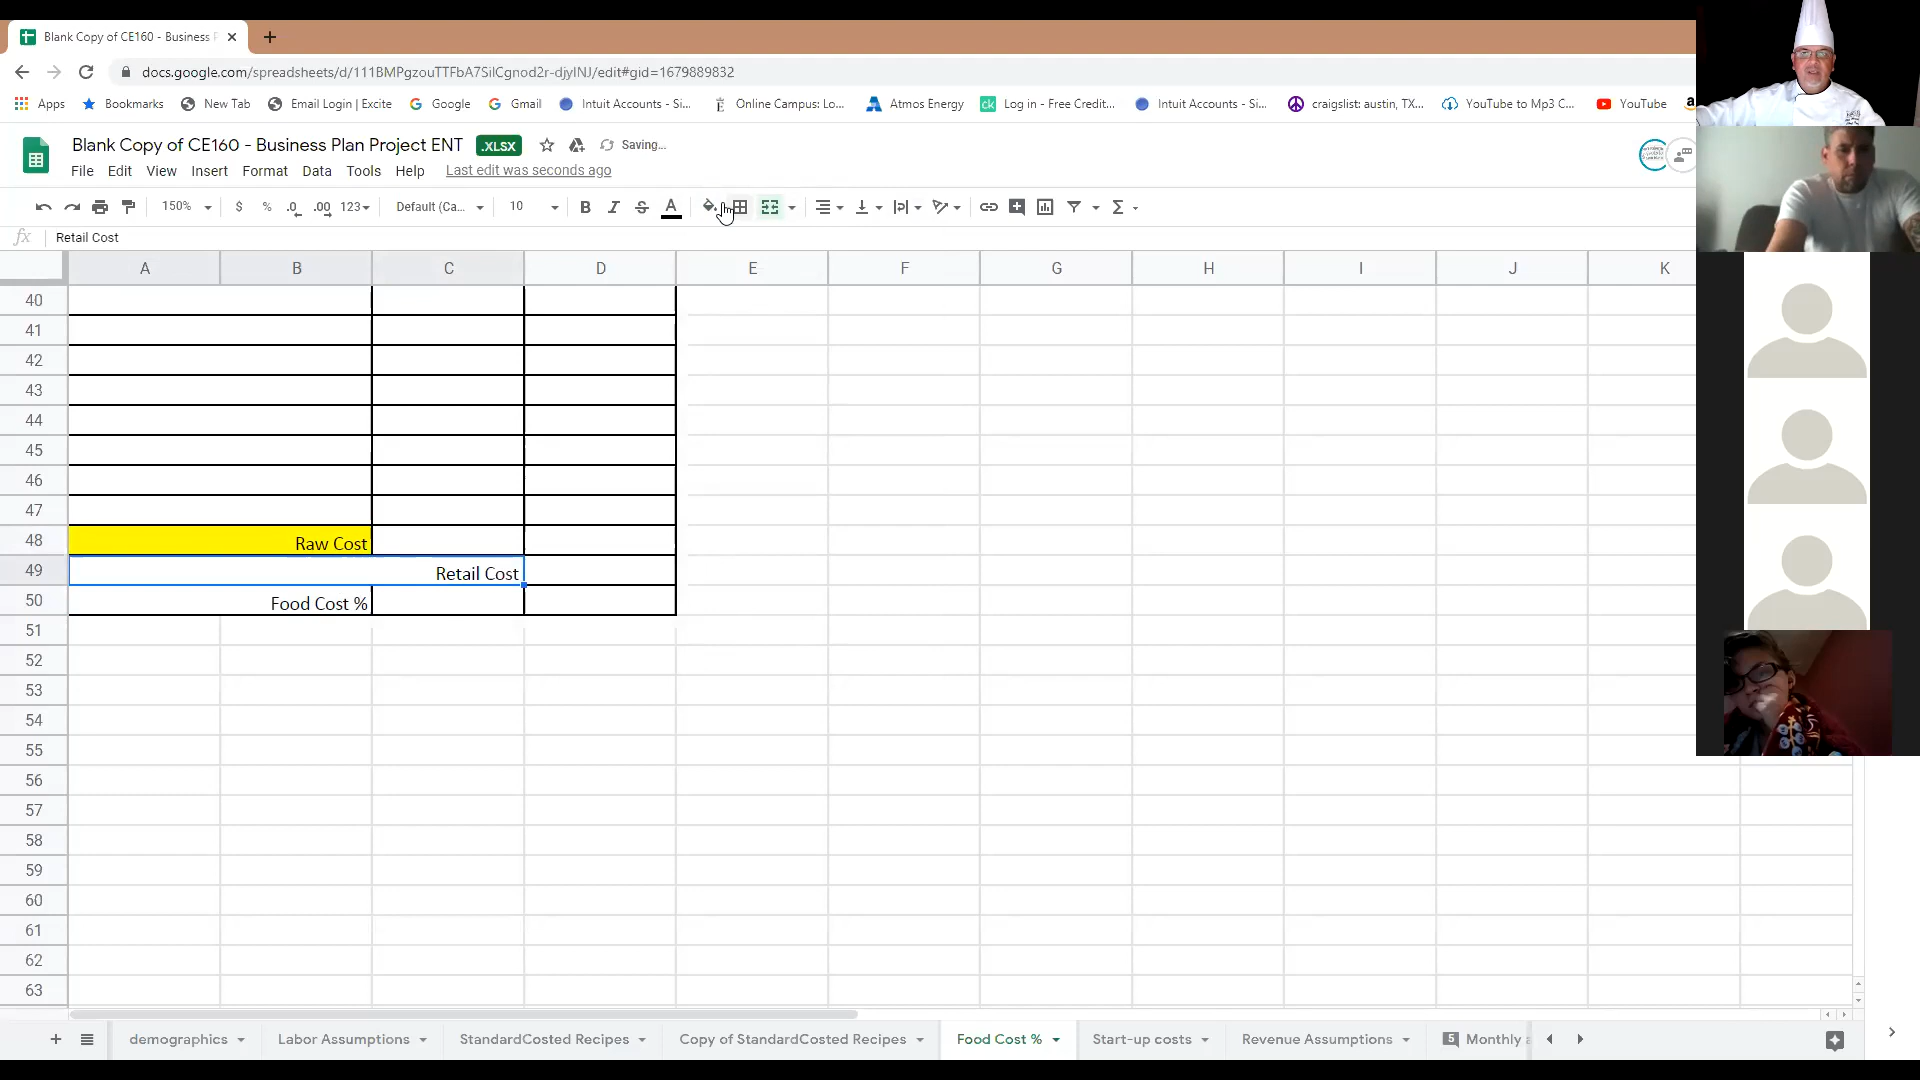 Blank Copy of CE160 - Business P
docs.google.com/spreadsheets/d/111BMPgzouTTFbA7SilCgnod2r-djylNJ/edit#gid=1679889832
Apps Bookmarks New Tab Email Login | Excite Google Gmail Intuit Accounts - Si... Online Campus: Lo... Atmos Energy ck Log in - Free Credit... Intuit Accounts - Si... craigslist: austin, TX... YouTube to Mp3 C... YouTube
Blank Copy of CE160 - Business Plan Project ENT .XLSX Saving...
File Edit View Insert Format Data Tools Help Last edit was seconds ago
150% $ % .0 .00 123 Default (Ca... 10 B I S A Σ
fx Retail Cost
A B C D E F G H I J K
40
41
42
43
44
45
46
47
48 Raw Cost
49 Retail Cost
50 Food Cost %
51
52
53
54
55
56
57
58
59
60
61
62
63
demographics Labor Assumptions StandardCosted Recipes Copy of StandardCosted Recipes Food Cost % Start-up costs Revenue Assumptions 5 Monthly